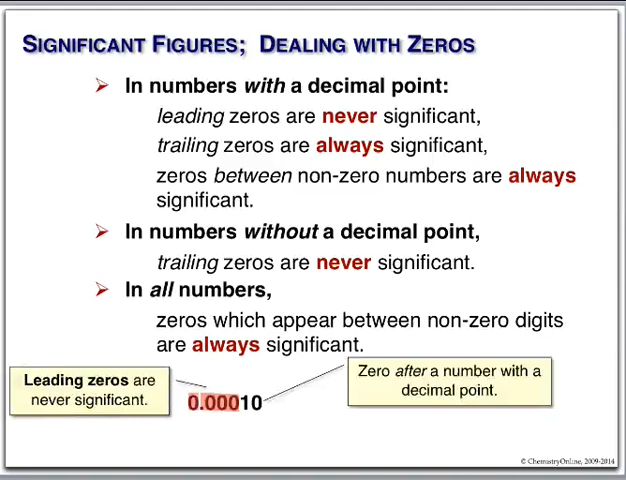 SIGNIFICANT FIGURES; DEALING WITH ZEROS
In numbers with a decimal point:
leading zeros are never significant,
trailing zeros are always significant,
zeros between non-zero numbers are always
significant.
In numbers without a decimal point,
trailing zeros are never significant.
In all numbers,
zeros which appear between non-zero digits
are always significant.
Leading zeros are
never significant.
0.00010
Zero after a number with a
decimal point.
© ChemistryOnline, 2009-2014